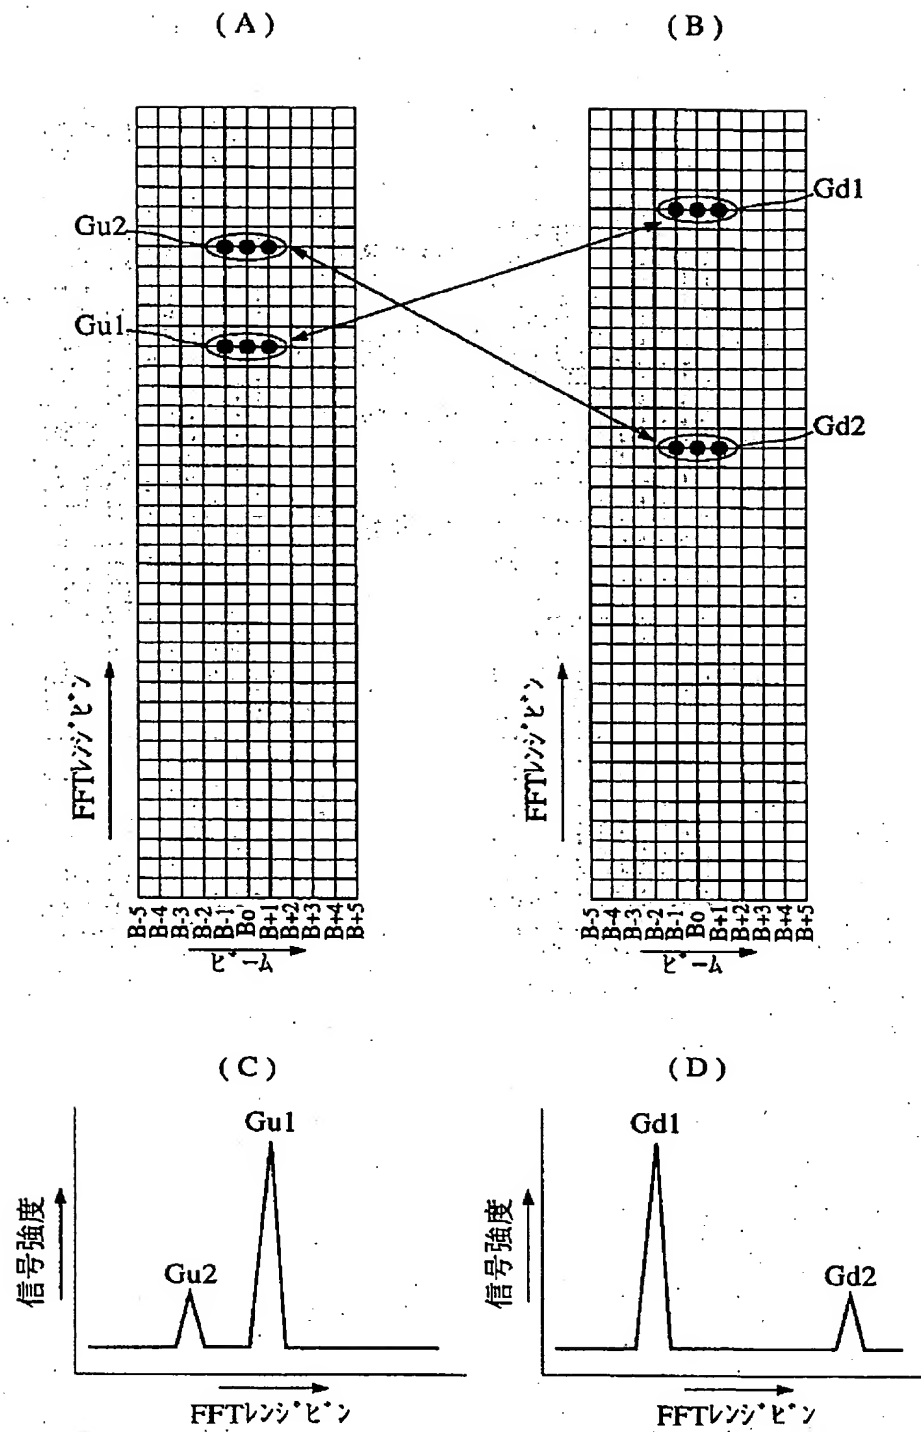 (A)
(B)
Gu2
Gu1
Gd1
Gd2
FFTレンジビン
FFTレンジビン
B-5
B-4
B-3
B-2
B-1
B0
B+1
B+2
B+3
B+4
B+5
ビーム
B-5
B-4
B-3
B-2
B-1
B0
B+1
B+2
B+3
B+4
B+5
ビーム
(C)
(D)
Gu1
Gu2
信号強度
FFTレンジビン
Gd1
Gd2
信号強度
FFTレンジビン